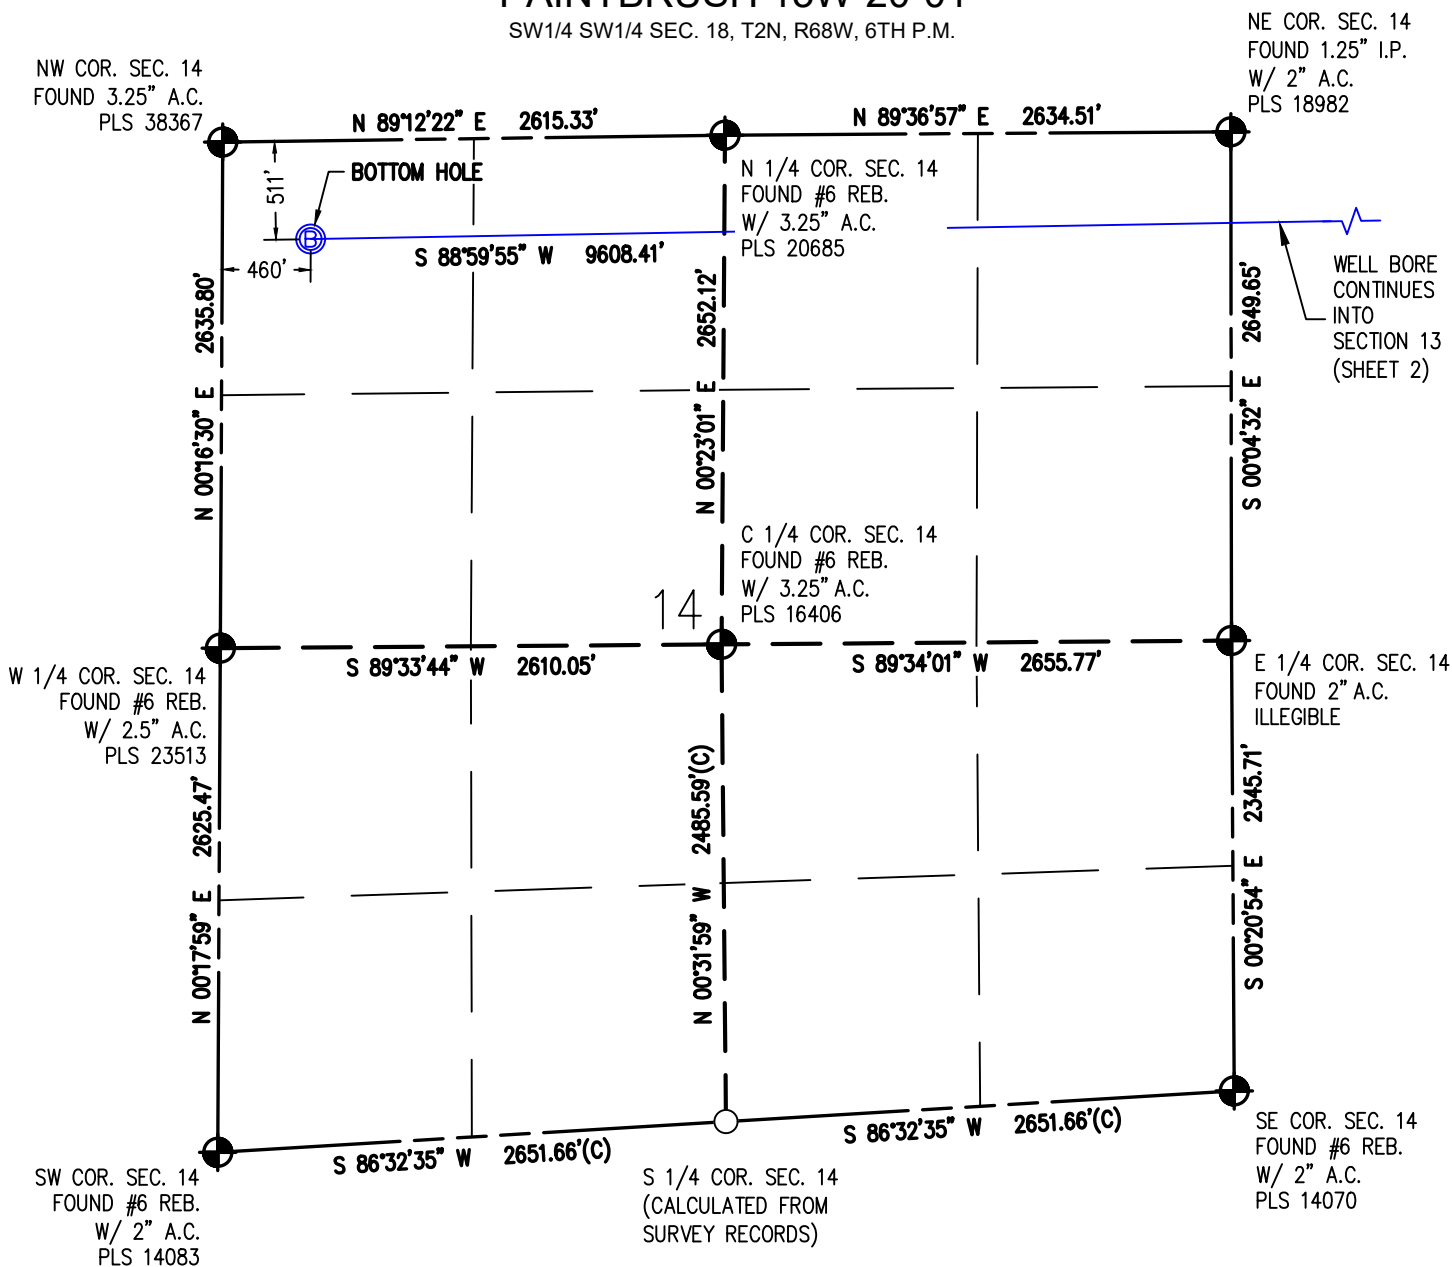 PAINTBRUSH 18W-20-01
SW1/4 SW1/4 SEC. 18, T2N, R68W, 6TH P.M.
NW COR. SEC. 14
FOUND 3.25" A.C.
PLS 38367
N 89°12'22" E 2615.33'
N 89°36'57" E 2634.51'
NE COR. SEC. 14
FOUND 1.25" I.P.
W/ 2" A.C.
PLS 18982
511'
BOTTOM HOLE
B
460'
S 88°59'55" W 9608.41'
N 1/4 COR. SEC. 14
FOUND #6 REB.
W/ 3.25" A.C.
PLS 20685
WELL BORE
CONTINUES
INTO
SECTION 13
(SHEET 2)
N 00°16'30" E 2635.80'
N 00°23'01" E 2652.12'
S 00°04'32" E 2649.65'
C 1/4 COR. SEC. 14
FOUND #6 REB.
W/ 3.25" A.C.
PLS 16406
14
S 89°33'44" W 2610.05'
S 89°34'01" W 2655.77'
W 1/4 COR. SEC. 14
FOUND #6 REB.
W/ 2.5" A.C.
PLS 23513
E 1/4 COR. SEC. 14
FOUND 2" A.C.
ILLEGIBLE
N 00°17'59" E 2625.47'
N 00°31'59" W 2485.59'(C)
S 00°20'54" E 2345.71'
S 86°32'35" W 2651.66'(C)
S 86°32'35" W 2651.66'(C)
SW COR. SEC. 14
FOUND #6 REB.
W/ 2" A.C.
PLS 14083
S 1/4 COR. SEC. 14
(CALCULATED FROM
SURVEY RECORDS)
SE COR. SEC. 14
FOUND #6 REB.
W/ 2" A.C.
PLS 14070